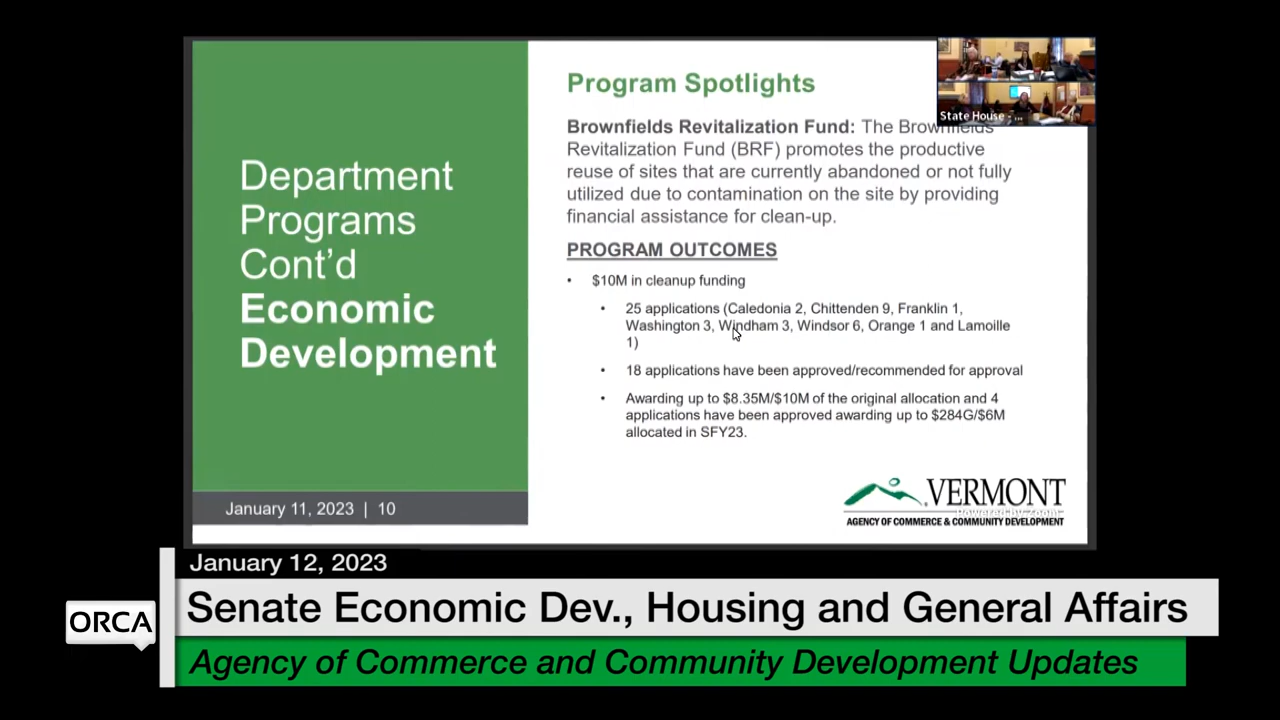 Department
Programs
Cont’d
Economic
Development
January 11, 2023 | 10
Program Spotlights
Brownfields Revitalization Fund: The Brownfields
Revitalization Fund (BRF) promotes the productive
reuse of sites that are currently abandoned or not fully
utilized due to contamination on the site by providing
financial assistance for clean-up.
PROGRAM OUTCOMES
• $10M in cleanup funding
• 25 applications (Caledonia 2, Chittenden 9, Franklin 1,
Washington 3, Windham 3, Windsor 6, Orange 1 and Lamoille
1)
• 18 applications have been approved/recommended for approval
• Awarding up to $8.35M/$10M of the original allocation and 4
applications have been approved awarding up to $284G/$6M
allocated in SFY23.
State House - ...
VERMONT
Powered by Zoom
AGENCY OF COMMERCE & COMMUNITY DEVELOPMENT
January 12, 2023
ORCA
Senate Economic Dev., Housing and General Affairs
Agency of Commerce and Community Development Updates